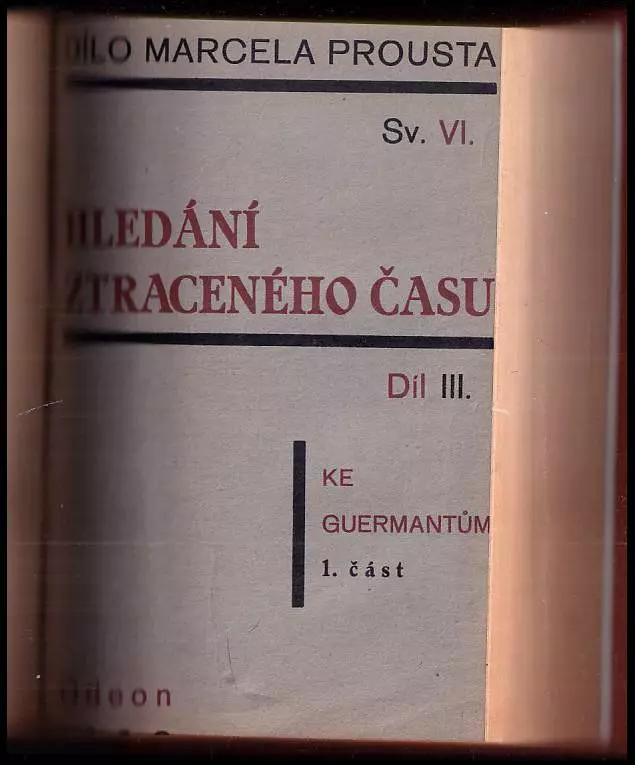 DÍLO MARCELA PROUSTA
Sv. VI.
HLEDÁNÍ
ZTRACENÉHO ČASU
Díl III.
KE
GUERMANTŮM
1. část
Odeon